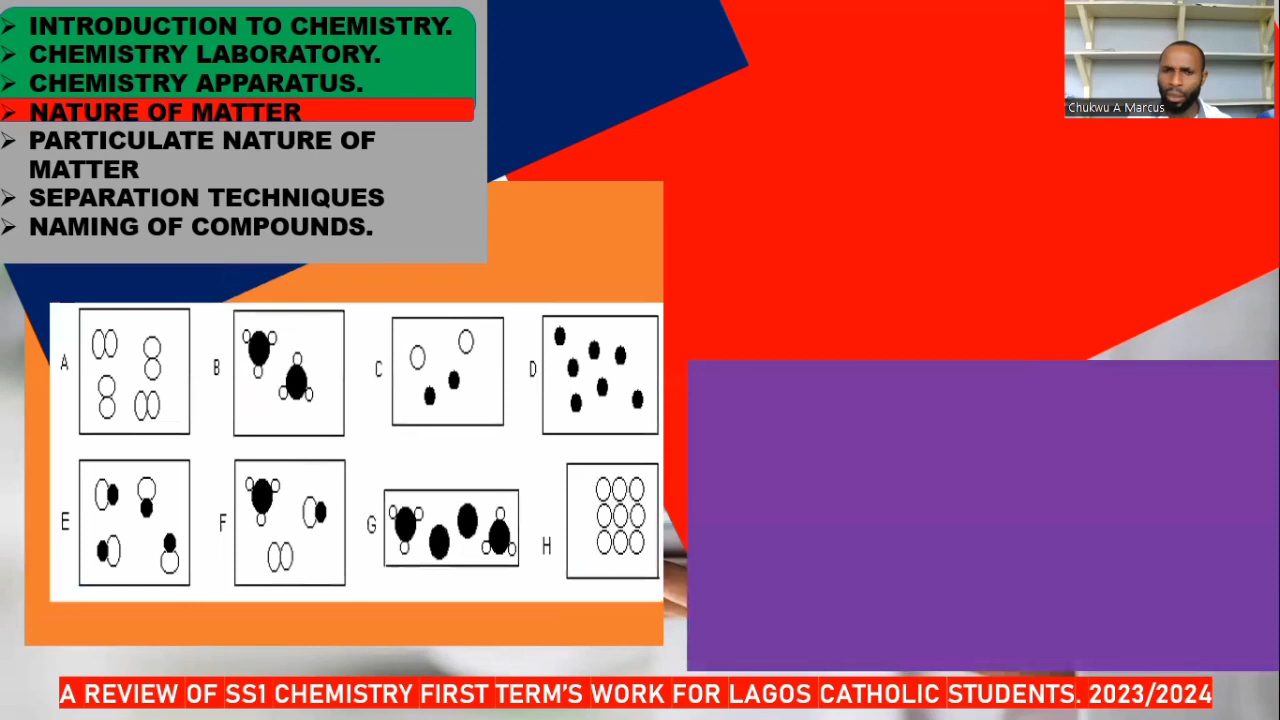 INTRODUCTION TO CHEMISTRY.
CHEMISTRY LABORATORY.
CHEMISTRY APPARATUS.
NATURE OF MATTER
PARTICULATE NATURE OF
MATTER
SEPARATION TECHNIQUES
NAMING OF COMPOUNDS.
Chukwu A Marcus
A
B
C
D
E
F
G
H
A REVIEW OF SS1 CHEMISTRY FIRST TERM'S WORK FOR LAGOS CATHOLIC STUDENTS. 2023/2024